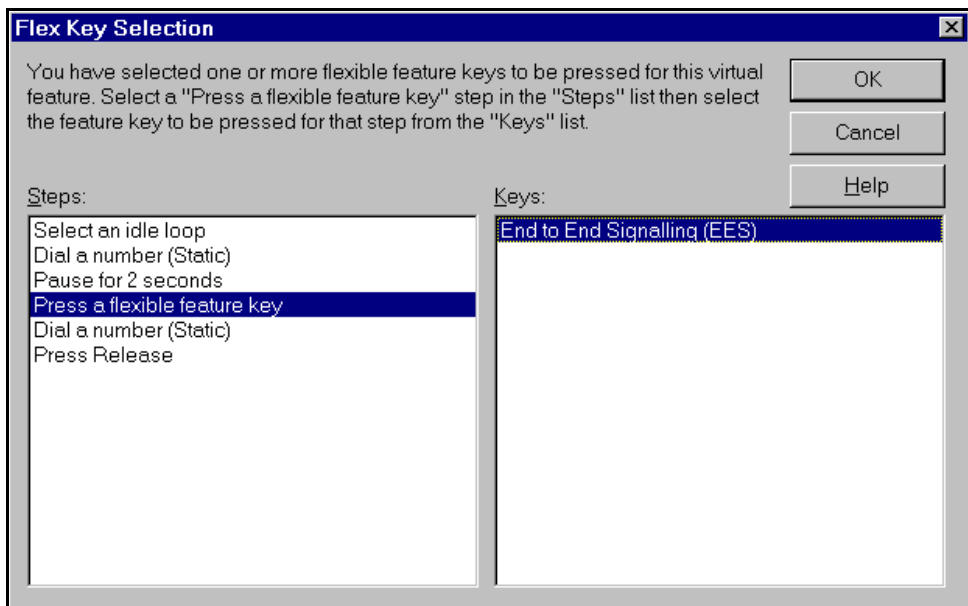 Flex Key Selection
You have selected one or more flexible feature keys to be pressed for this virtual
feature. Select a "Press a flexible feature key" step in the "Steps" list then select
the feature key to be pressed for that step from the "Keys" list.
OK
Cancel
Help
Steps:
Select an idle loop
Dial a number (Static)
Pause for 2 seconds
Press a flexible feature key
Dial a number (Static)
Press Release
Keys:
End to End Signalling (EES)